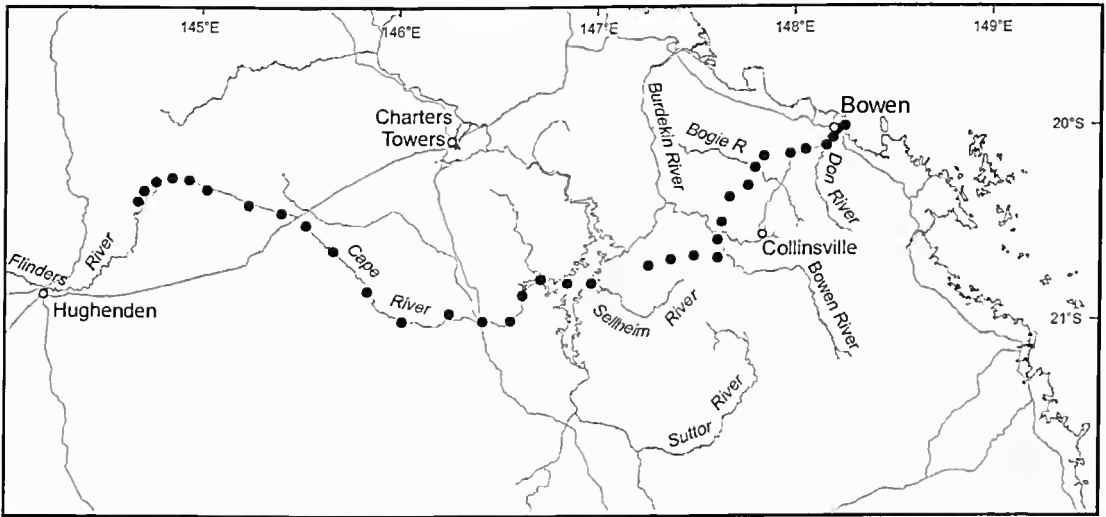 145°E
146°E
147°E
148°E
149°E
Bowen
20°S
Charters
Towers
Burdekin River
Bogie R
Don River
Collinsville
Cape
River
Flinders
River
Hughenden
Sellheim
River
Bowen River
21°S
River
Suttor